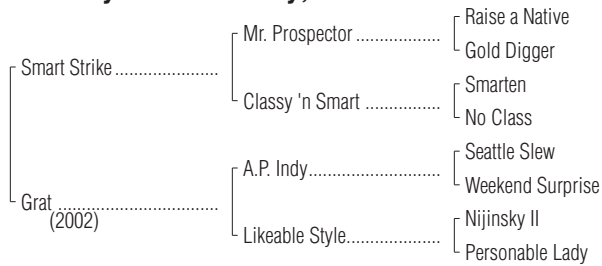 Raise a Native
Mr. Prospector ..................
Gold Digger
Smart Strike ......................
Smarten
Classy 'n Smart ................
No Class
Seattle Slew
A.P. Indy............................
Weekend Surprise
Grat ..................................
(2002)
Nijinsky II
Likeable Style....................
Personable Lady